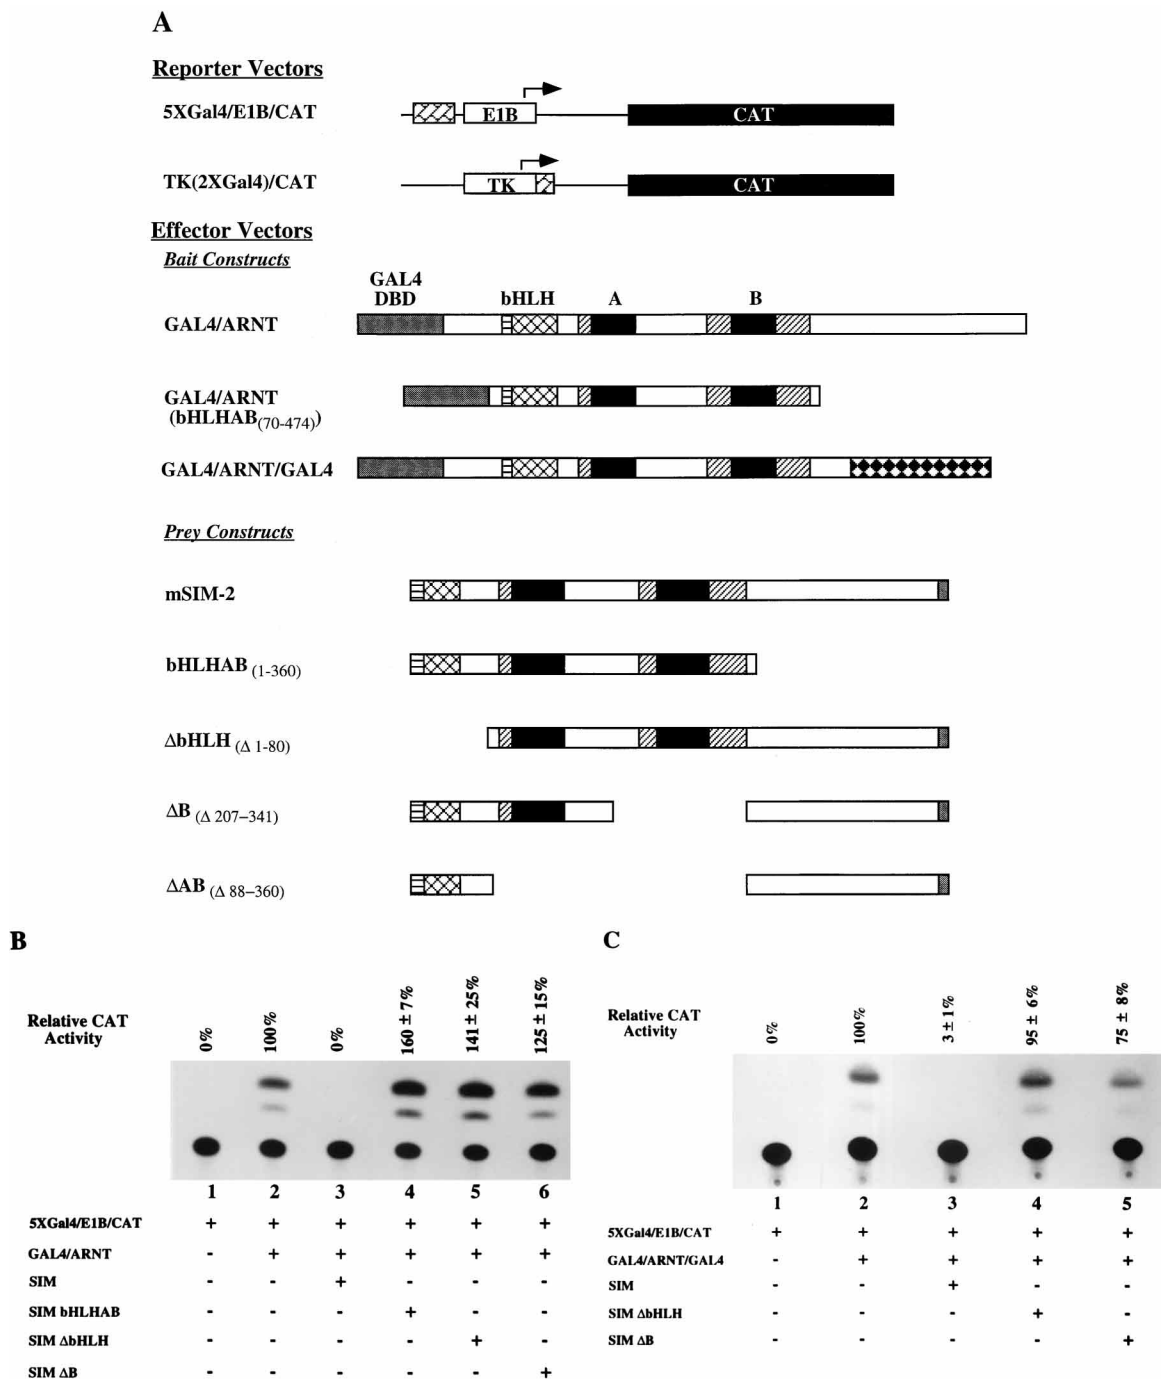 A
Reporter Vectors
5XGal4/E1B/CAT
E1B
CAT
TK(2XGal4)/CAT
TK
CAT
Effector Vectors
Bait Constructs
GAL4
DBD
bHLH
A
B
GAL4/ARNT
GAL4/ARNT
(bHLHAB(70-474))
GAL4/ARNT/GAL4
Prey Constructs
mSIM-2
bHLHAB (1-360)
ΔbHLH (Δ 1-80)
ΔB (Δ 207–341)
ΔAB (Δ 88–360)
B
Relative CAT
Activity
0%
100%
0%
160 ± 7%
141 ± 25%
125 ± 15%
1 2 3 4 5 6
5XGal4/E1B/CAT + + + + + +
GAL4/ARNT - + + + + +
SIM - - + - - -
SIM bHLHAB - - - + - -
SIM ΔbHLH - - - - + -
SIM ΔB - - - - - +
C
Relative CAT
Activity
0%
100%
3 ± 1%
95 ± 6%
75 ± 8%
1 2 3 4 5
5XGal4/E1B/CAT + + + + +
GAL4/ARNT/GAL4 - + + + +
SIM - - + - -
SIM ΔbHLH - - - + -
SIM ΔB - - - - +